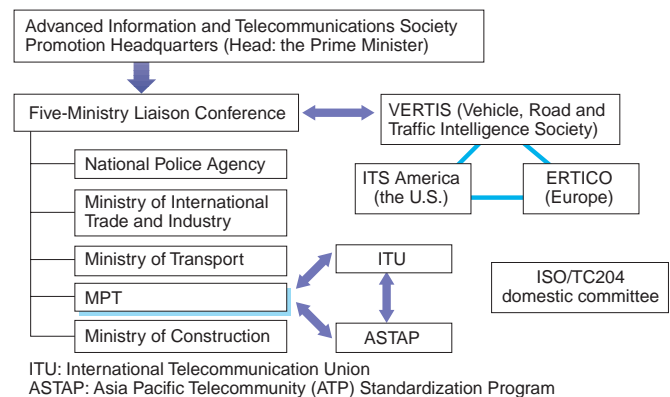 Advanced Information and Telecommunications Society
Promotion Headquarters (Head: the Prime Minister)
Five-Ministry Liaison Conference
VERTIS (Vehicle, Road and
Traffic Intelligence Society)
National Police Agency
ITS America
(the U.S.)
ERTICO
(Europe)
Ministry of International
Trade and Industry
Ministry of Transport
ITU
MPT
ISO/TC204
domestic committee
Ministry of Construction
ASTAP
ITU: International Telecommunication Union
ASTAP: Asia Pacific Telecommunity (ATP) Standardization Program